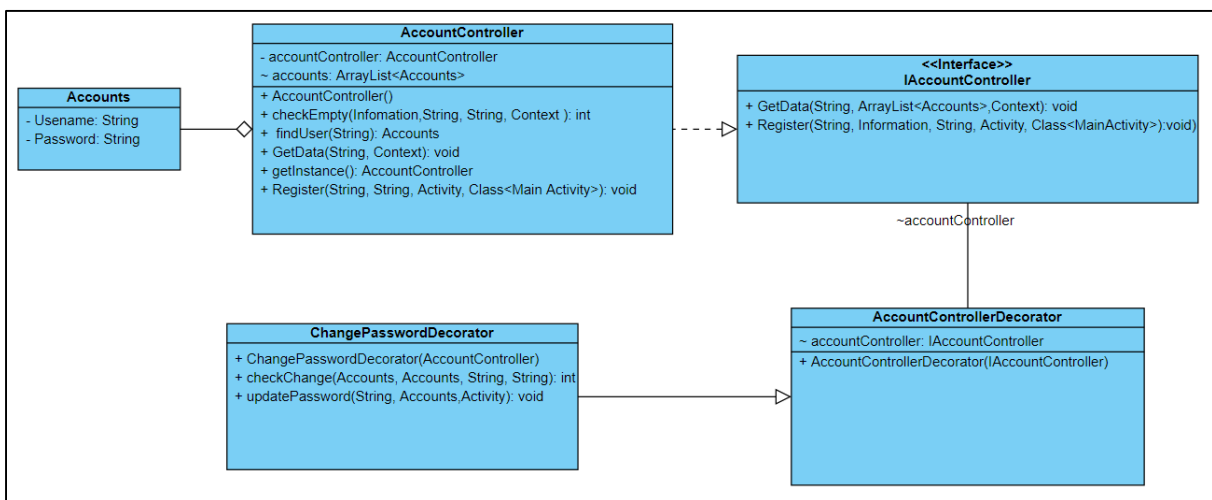 AccountController
- accountController: AccountController
~ accounts: ArrayList<Accounts>
+ AccountController()
+ checkEmpty(Infomation,String, String, Context ): int
+ findUser(String): Accounts
+ GetData(String, Context): void
+ getInstance(): AccountController
+ Register(String, String, Activity, Class<Main Activity>): void
Accounts
- Usename: String
- Password: String
<<Interface>>
IAccountController
+ GetData(String, ArrayList<Accounts>,Context): void
+ Register(String, Information, String, Activity, Class<MainActivity>):void)
~accountController
ChangePasswordDecorator
+ ChangePasswordDecorator(AccountController)
+ checkChange(Accounts, Accounts, String, String): int
+ updatePassword(String, Accounts,Activity): void
AccountControllerDecorator
~ accountController: IAccountController
+ AccountControllerDecorator(IAccountController)